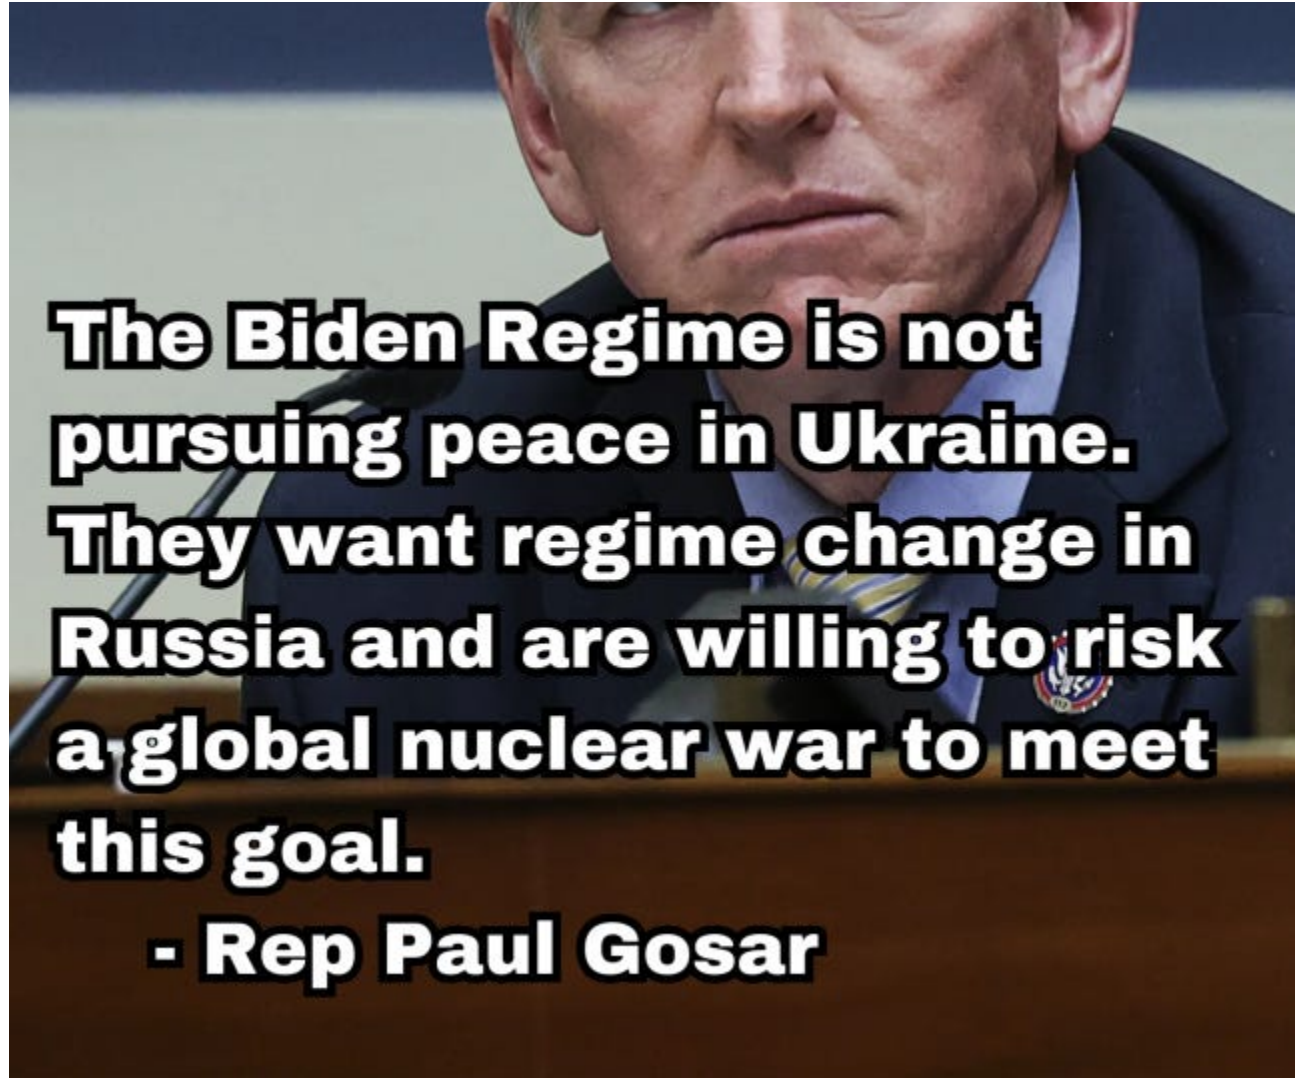 The Biden Regime is not
pursuing peace in Ukraine.
They want regime change in
Russia and are willing to risk
a global nuclear war to meet
this goal.
- Rep Paul Gosar